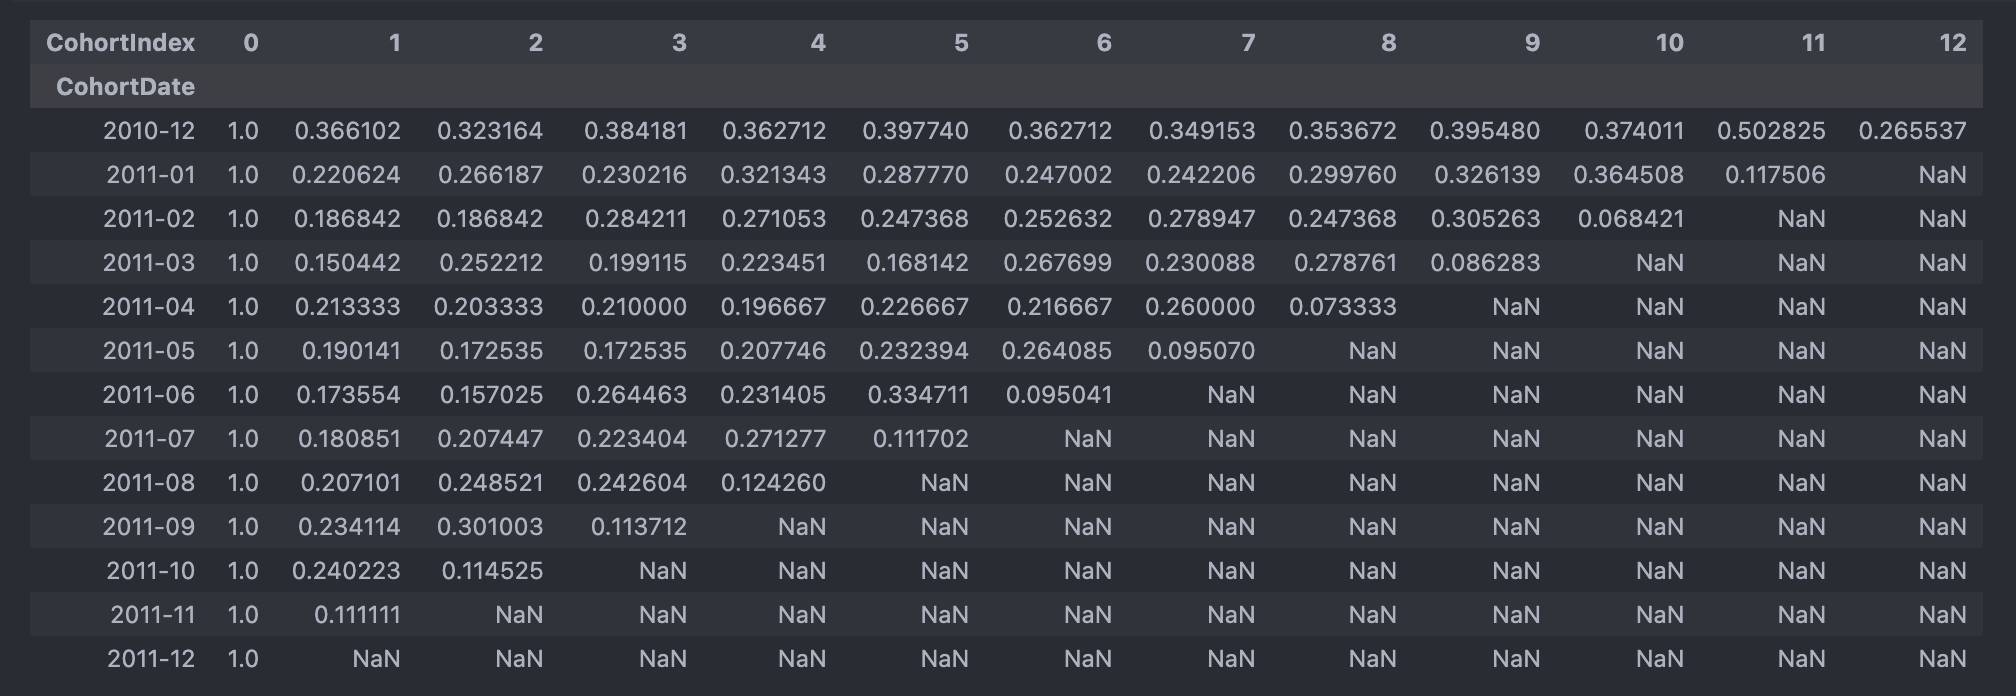 CohortIndex 0 1 2 3 4 5 6 7 8 9 10 11 12
CohortDate
2010-12 1.0 0.366102 0.323164 0.384181 0.362712 0.397740 0.362712 0.349153 0.353672 0.395480 0.374011 0.502825 0.265537
2011-01 1.0 0.220624 0.266187 0.230216 0.321343 0.287770 0.247002 0.242206 0.299760 0.326139 0.364508 0.117506 NaN
2011-02 1.0 0.186842 0.186842 0.284211 0.271053 0.247368 0.252632 0.278947 0.247368 0.305263 0.068421 NaN NaN
2011-03 1.0 0.150442 0.252212 0.199115 0.223451 0.168142 0.267699 0.230088 0.278761 0.086283 NaN NaN NaN
2011-04 1.0 0.213333 0.203333 0.210000 0.196667 0.226667 0.216667 0.260000 0.073333 NaN NaN NaN NaN
2011-05 1.0 0.190141 0.172535 0.172535 0.207746 0.232394 0.264085 0.095070 NaN NaN NaN NaN NaN
2011-06 1.0 0.173554 0.157025 0.264463 0.231405 0.334711 0.095041 NaN NaN NaN NaN NaN NaN
2011-07 1.0 0.180851 0.207447 0.223404 0.271277 0.111702 NaN NaN NaN NaN NaN NaN NaN
2011-08 1.0 0.207101 0.248521 0.242604 0.124260 NaN NaN NaN NaN NaN NaN NaN NaN
2011-09 1.0 0.234114 0.301003 0.113712 NaN NaN NaN NaN NaN NaN NaN NaN NaN
2011-10 1.0 0.240223 0.114525 NaN NaN NaN NaN NaN NaN NaN NaN NaN NaN
2011-11 1.0 0.111111 NaN NaN NaN NaN NaN NaN NaN NaN NaN NaN NaN
2011-12 1.0 NaN NaN NaN NaN NaN NaN NaN NaN NaN NaN NaN NaN